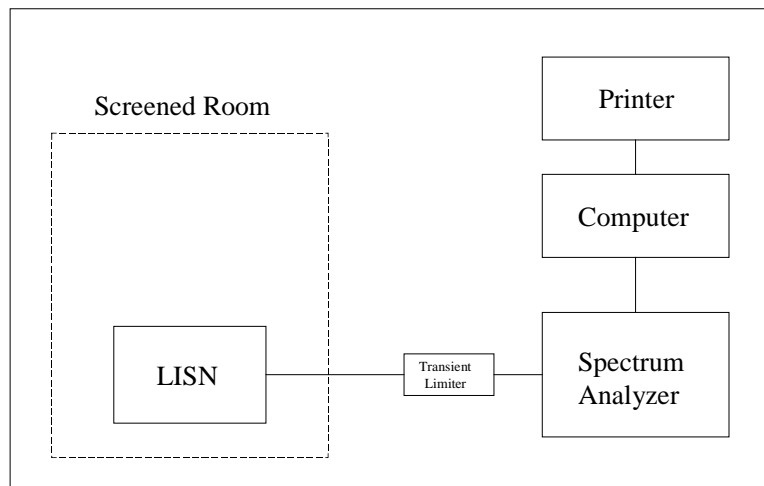 Screened Room
Printer
Computer
LISN
Transient
Limiter
Spectrum
Analyzer